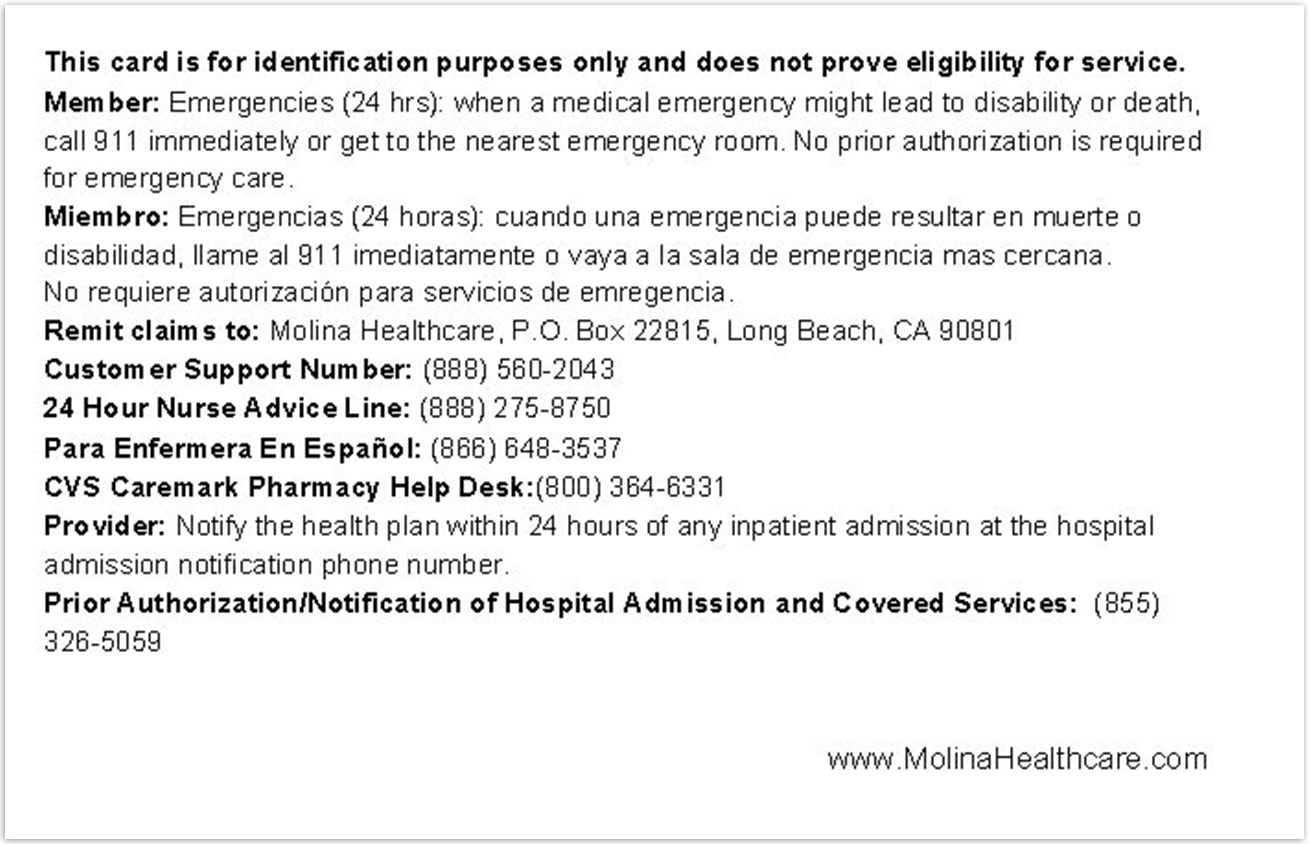 This card is for identification purposes only and does not prove eligibility for service.
Member: Emergencies (24 hrs): when a medical emergency might lead to disability or death,
call 911 immediately or get to the nearest emergency room. No prior authorization is required
for emergency care.
Miembro: Emergencias (24 horas): cuando una emergencia puede resultar en muerte o
disabilidad, llame al 911 imediatamente o vaya a la sala de emergencia mas cercana.
No requiere autorización para servicios de emregencia.
Remit claims to: Molina Healthcare, P.O. Box 22815, Long Beach, CA 90801
Customer Support Number: (888) 560-2043
24 Hour Nurse Advice Line: (888) 275-8750
Para Enfermera En Español: (866) 648-3537
CVS Caremark Pharmacy Help Desk:(800) 364-6331
Provider: Notify the health plan within 24 hours of any inpatient admission at the hospital
admission notification phone number.
Prior Authorization/Notification of Hospital Admission and Covered Services: (855)
326-5059
www.MolinaHealthcare.com